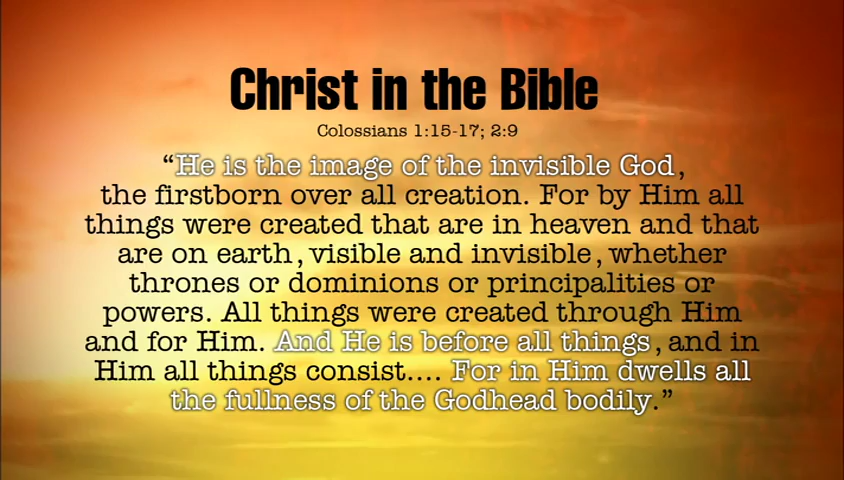 Christ in the Bible
Colossians 1:15-17; 2:9
“He is the image of the invisible God,
the firstborn over all creation. For by Him all
things were created that are in heaven and that
are on earth, visible and invisible, whether
thrones or dominions or principalities or
powers. All things were created through Him
and for Him. And He is before all things, and in
Him all things consist.... For in Him dwells all
the fullness of the Godhead bodily.”